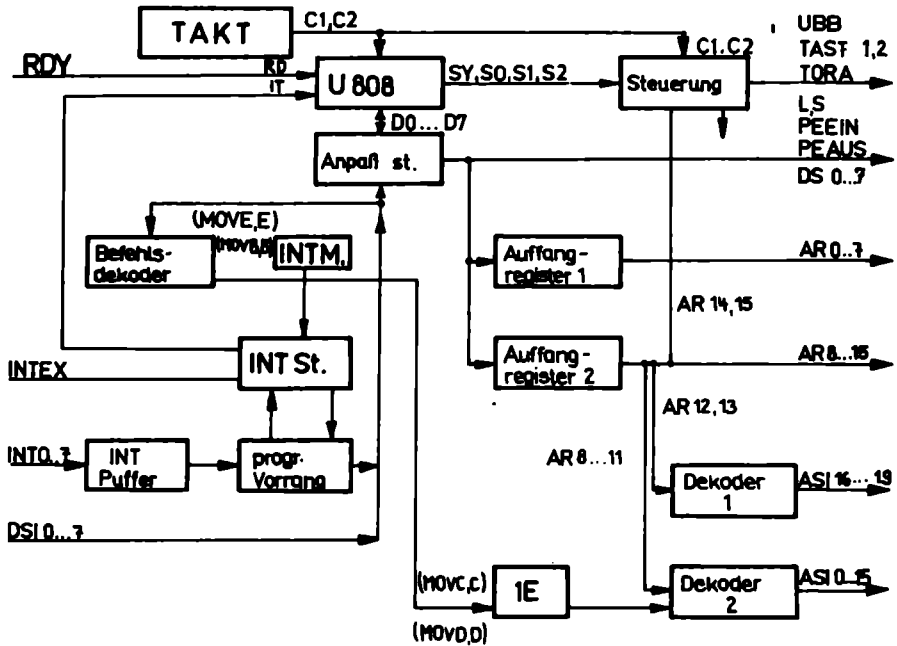 TAKT
C1,C2
UBB
TAST 1,2
TORA
RDY
RD
IT
U 808
SY,S0,S1,S2
C1.C2
Steuerung
L,S
PEEIN
PEAUS
DS 0...7
D0...D7
Anpaß st.
(MOVE,E)
(MOVB,B)
INTM.
Befehls-
dekoder
Auffang-
register 1
AR 0...7
AR 14,15
INT St.
Auffang-
register 2
AR 8...15
INTEX
AR 12, 13
AR 8...11
INT0..7
INT
Puffer
progr.
Vorrang
Dekoder
1
ASI 16...19
DSI 0...7
(MOVC,C)
1E
(MOVD,D)
Dekoder
2
ASI 0..15